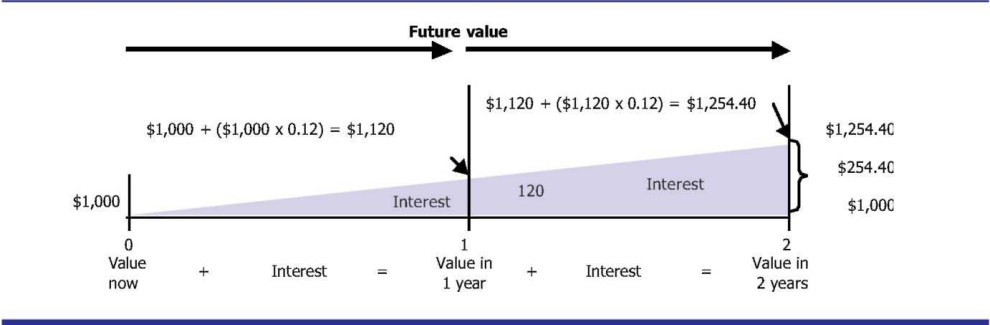 Future value
$1,120 + ($1,120 x 0.12) = $1,254.40
$1,000 + ($1,000 x 0.12) = $1,120
$1,254.40
$254.40
$1,000
$1,000
Interest
120
Interest
0
1
2
Value now
+
Interest
=
Value in 1 year
+
Interest
=
Value in 2 years